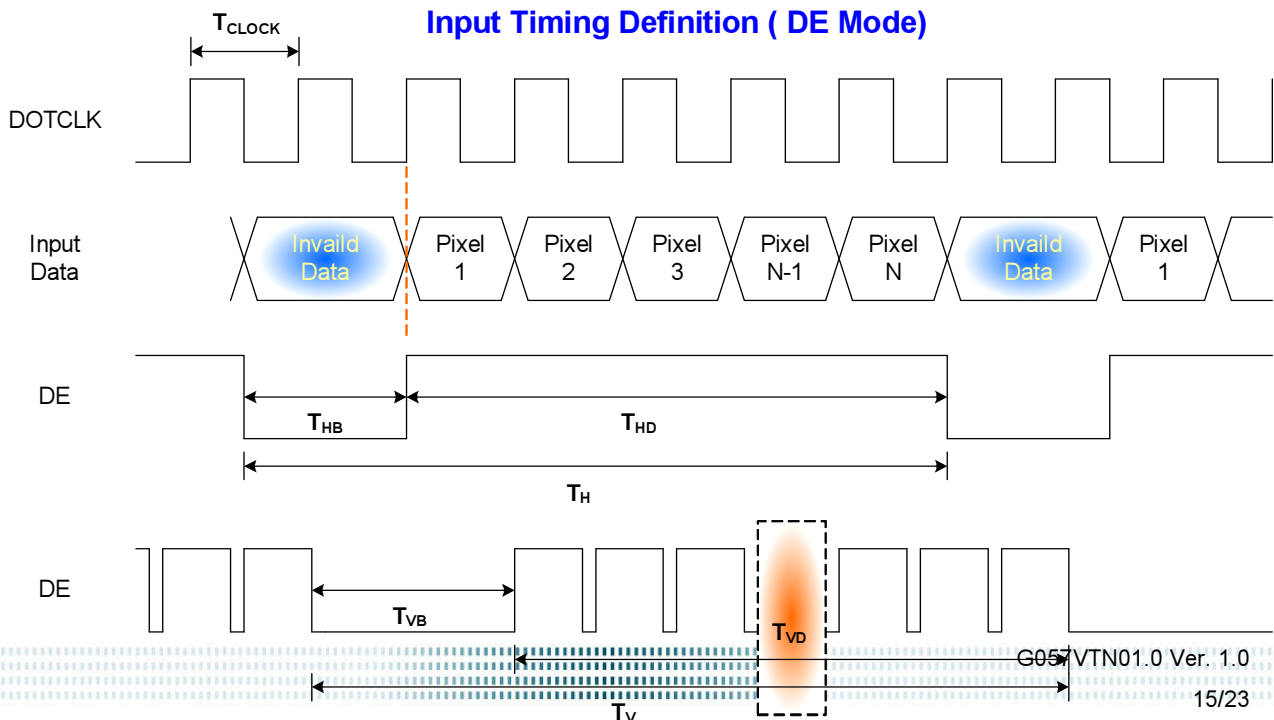 Input Timing Definition ( DE Mode)
TCLOCK
DOTCLK
Input
Data
Invaild
Data
Pixel
1
Pixel
2
Pixel
3
Pixel
N-1
Pixel
N
Invaild
Data
Pixel
1
DE
THB
THD
TH
DE
TVB
TVD
G057VTN01.0 Ver. 1.0
TV
15/23